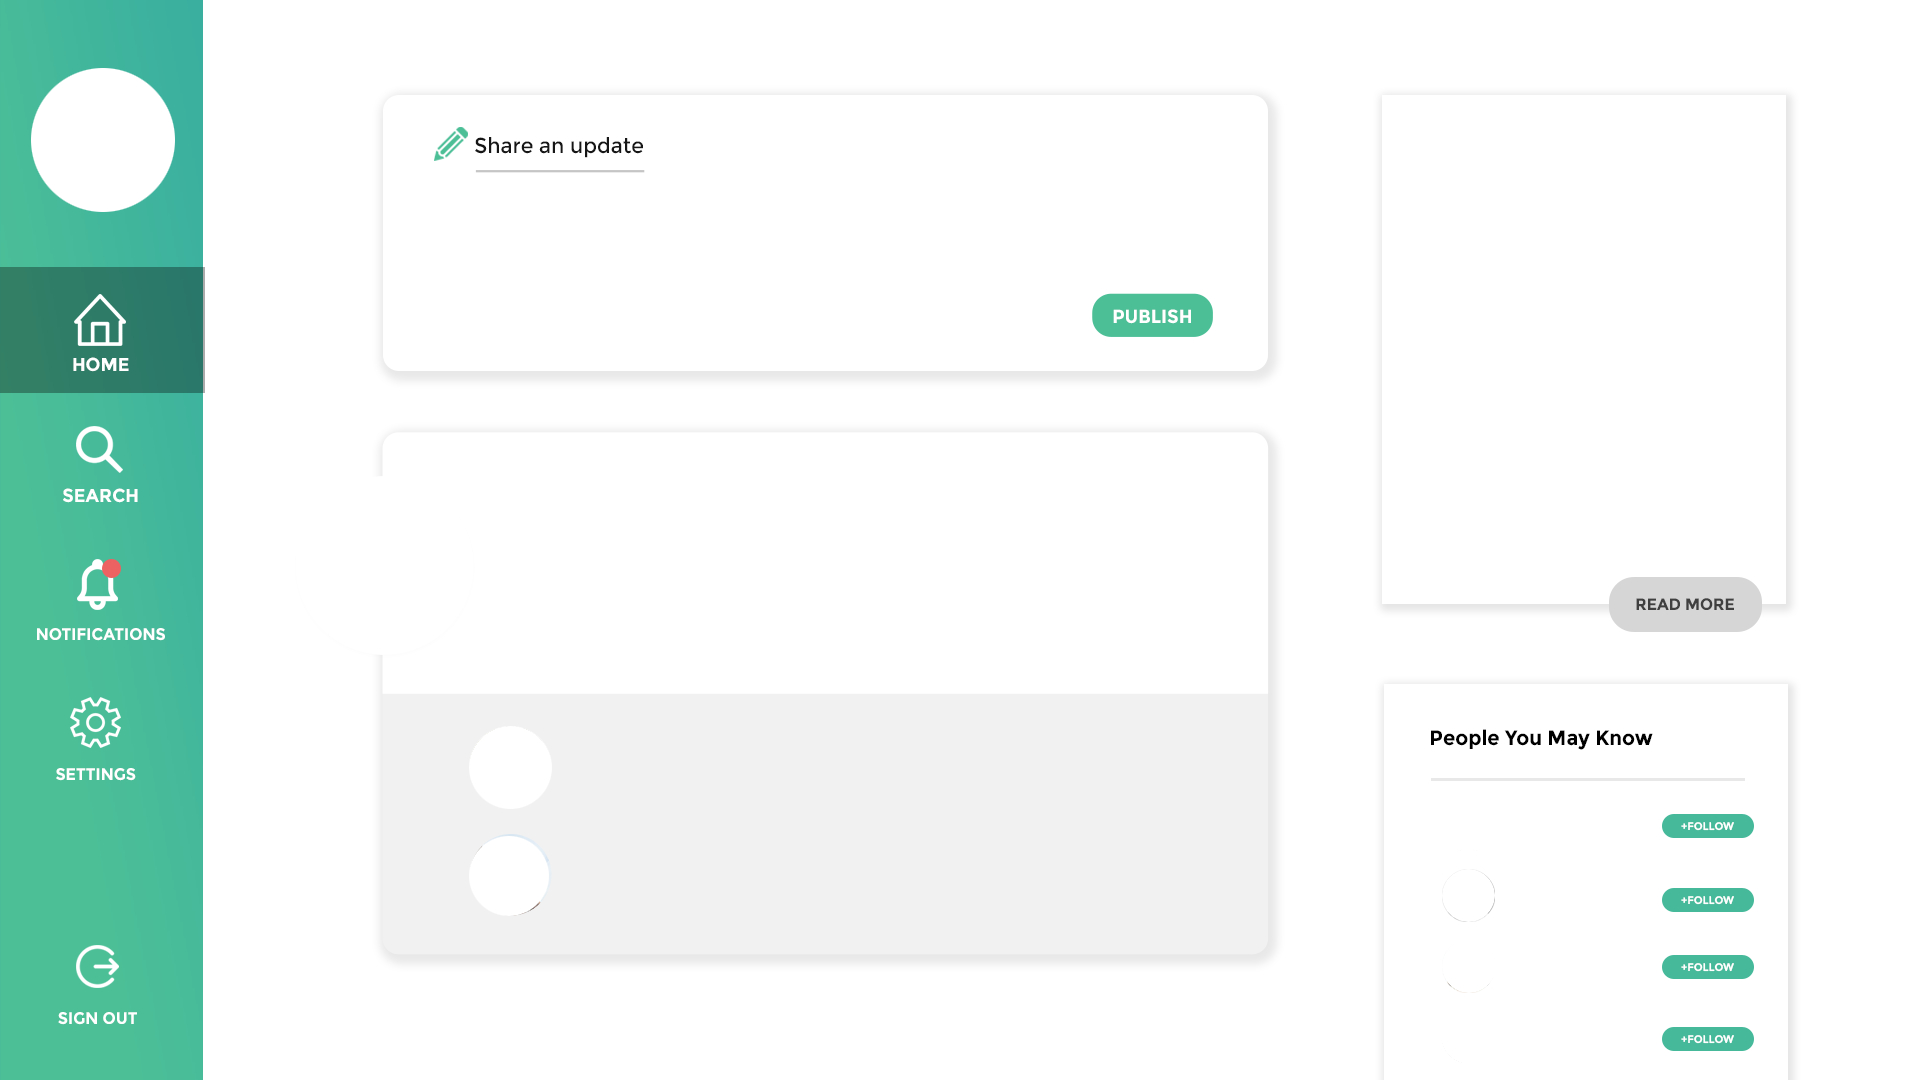 HOME
SEARCH
NOTIFICATIONS
SETTINGS
SIGN OUT
Share an update
PUBLISH
READ MORE
People You May Know
+FOLLOW
+FOLLOW
+FOLLOW
+FOLLOW